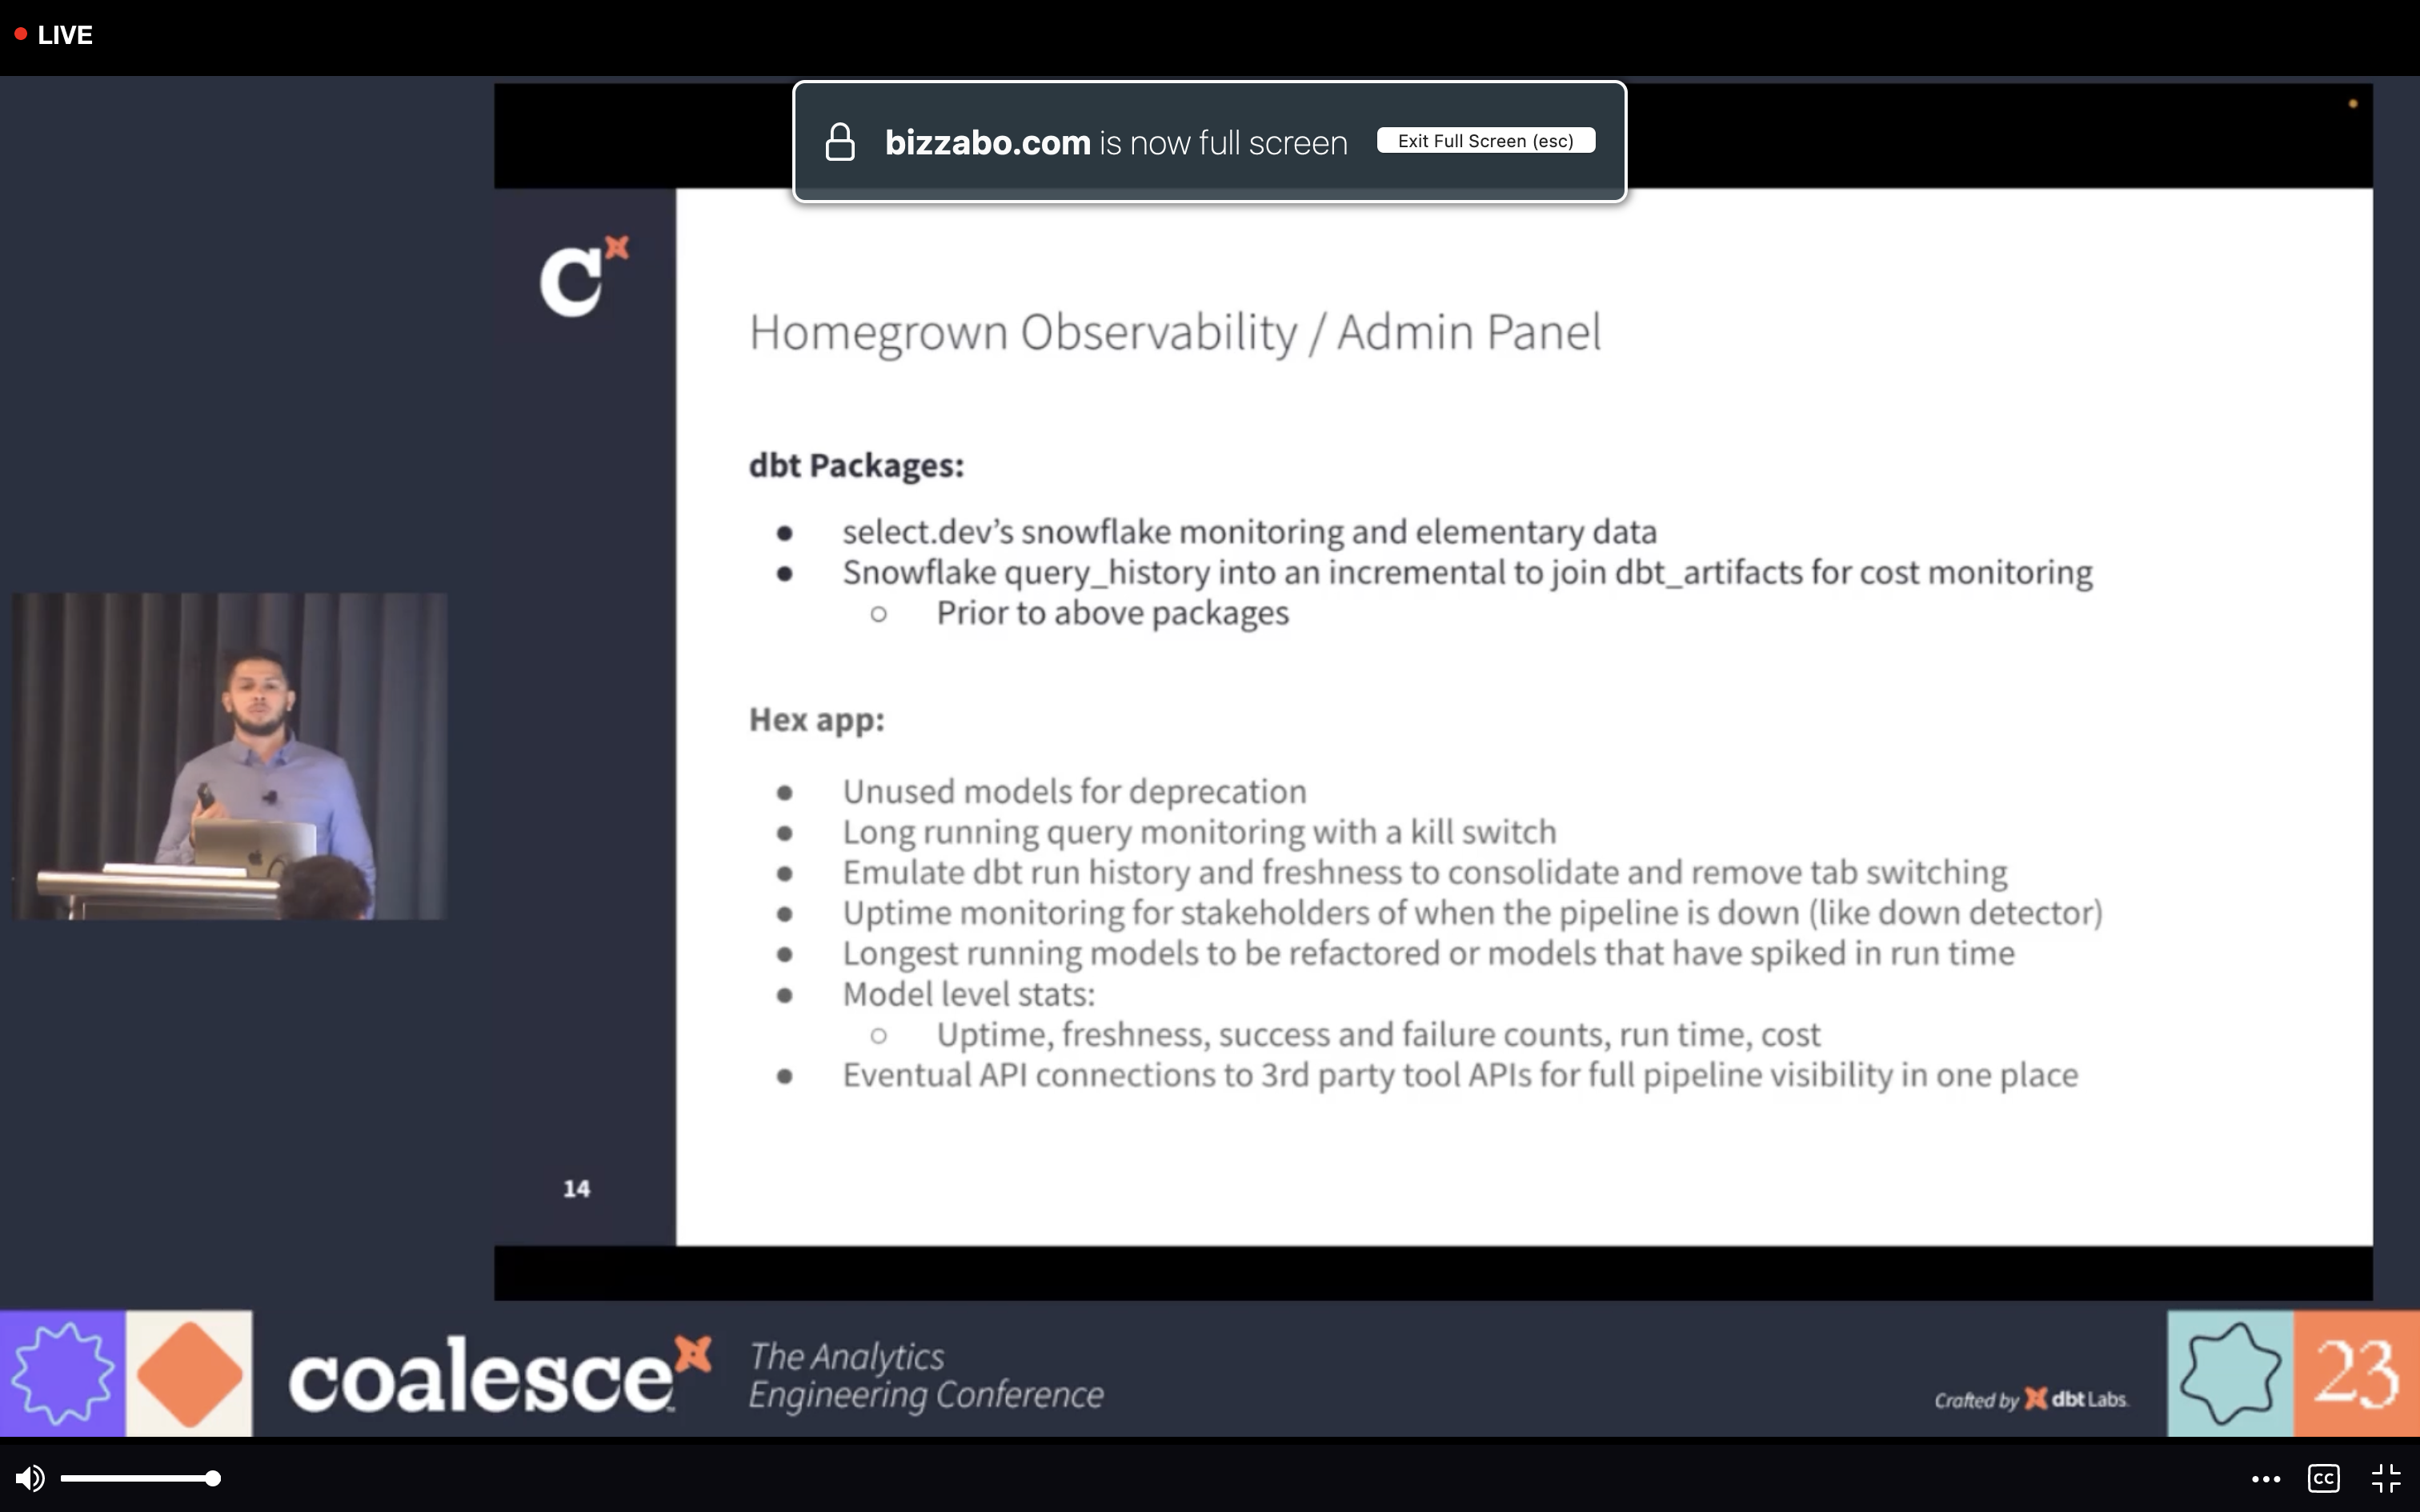 LIVE
bizzabo.com is now full screen
Exit Full Screen (esc)
C
Homegrown Observability / Admin Panel
dbt Packages:
● select.dev's snowflake monitoring and elementary data
● Snowflake query_history into an incremental to join dbt_artifacts for cost monitoring
○ Prior to above packages
Hex app:
● Unused models for deprecation
● Long running query monitoring with a kill switch
● Emulate dbt run history and freshness to consolidate and remove tab switching
● Uptime monitoring for stakeholders of when the pipeline is down (like down detector)
● Longest running models to be refactored or models that have spiked in run time
● Model level stats:
○ Uptime, freshness, success and failure counts, run time, cost
● Eventual API connections to 3rd party tool APIs for full pipeline visibility in one place
14
coalesce
The Analytics
Engineering Conference
Crafted by dbt Labs
23
CC